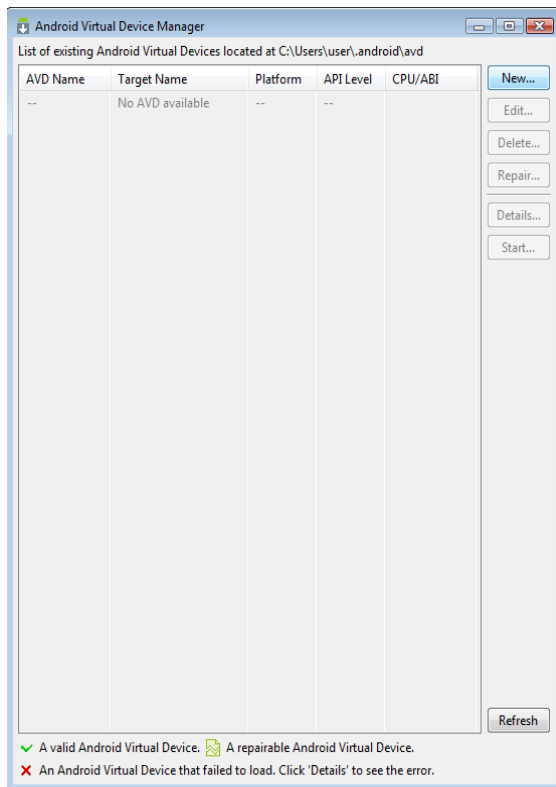 Android Virtual Device Manager
List of existing Android Virtual Devices located at C:\Users\user\.android\avd
AVD Name Target Name Platform API Level CPU/ABI
-- No AVD available -- --
New...
Edit...
Delete...
Repair...
Details...
Start...
Refresh
A valid Android Virtual Device. A repairable Android Virtual Device.
An Android Virtual Device that failed to load. Click 'Details' to see the error.